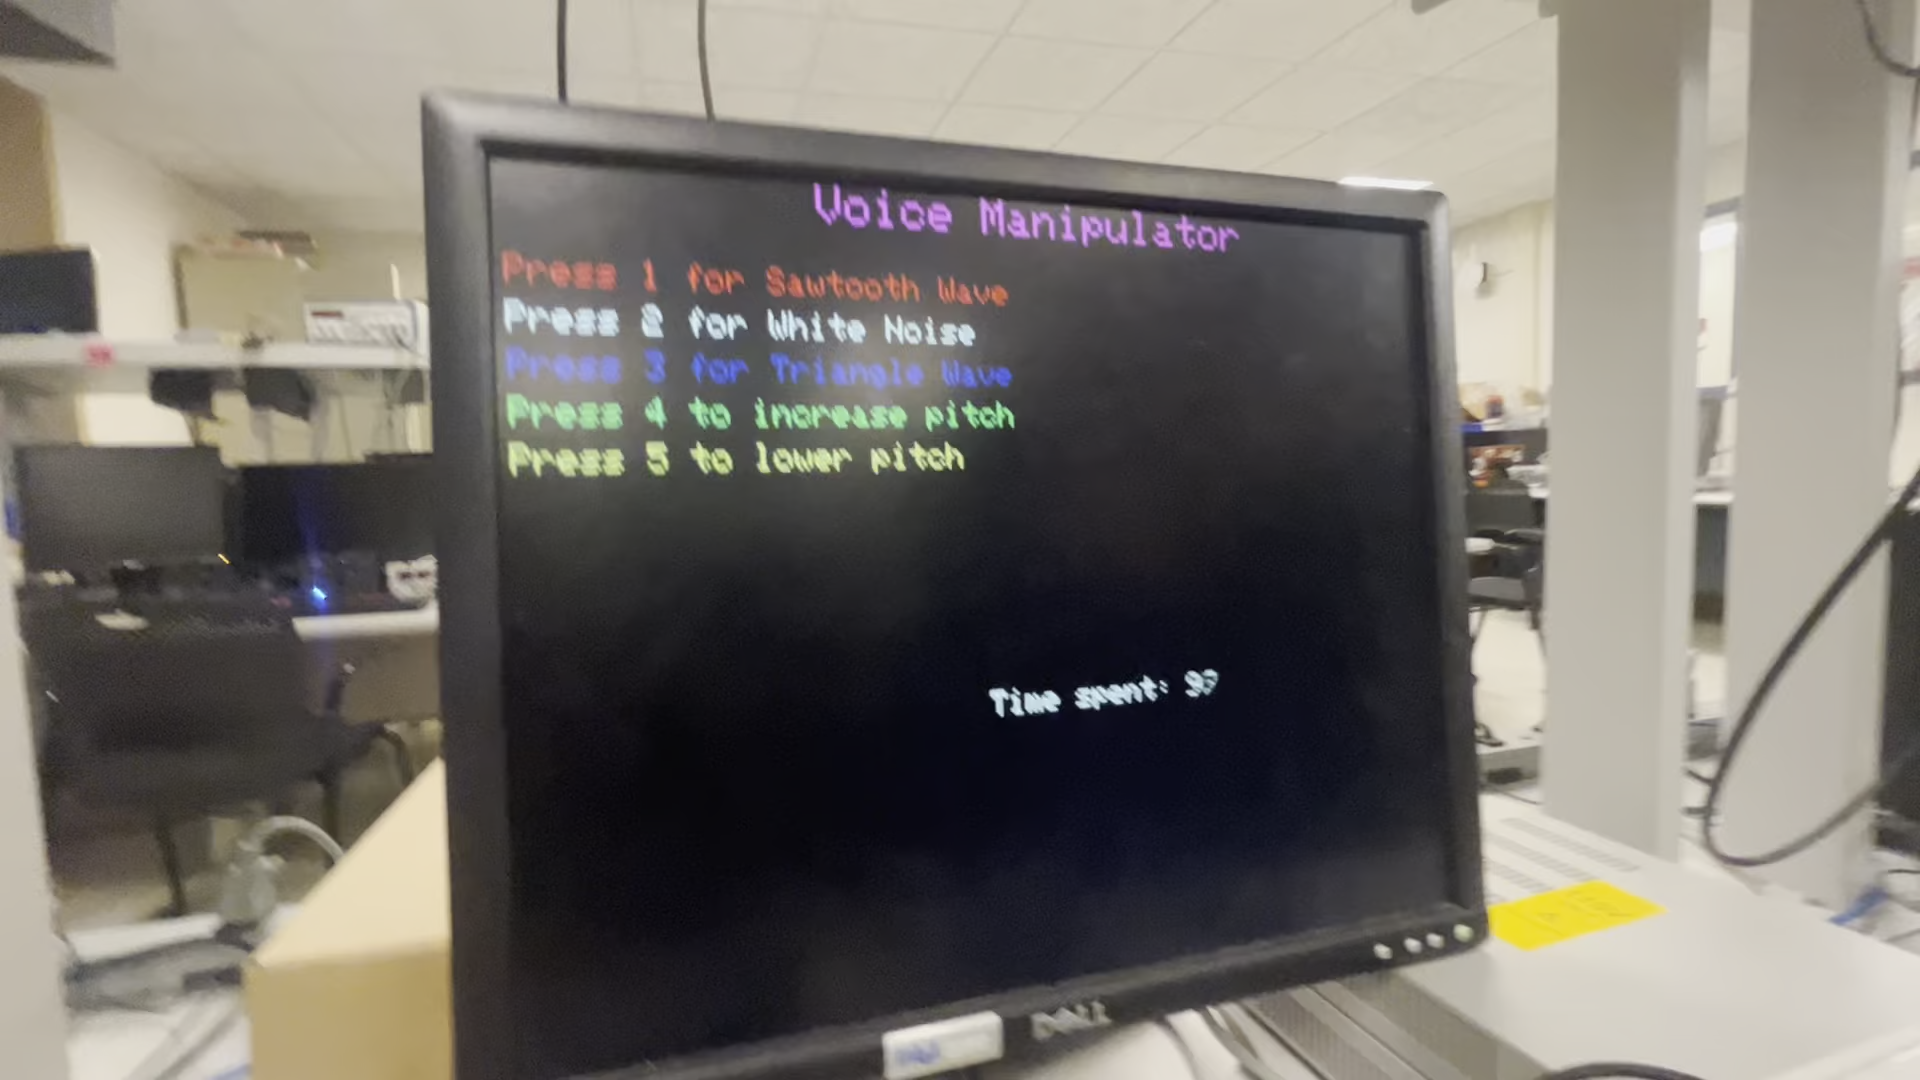 Voice Manipulator
Press 1 for Sawtooth Wave
Press 2 for White Noise
Press 3 for Triangle Wave
Press 4 to increase pitch
Press 5 to lower pitch
Time spent:
DELL